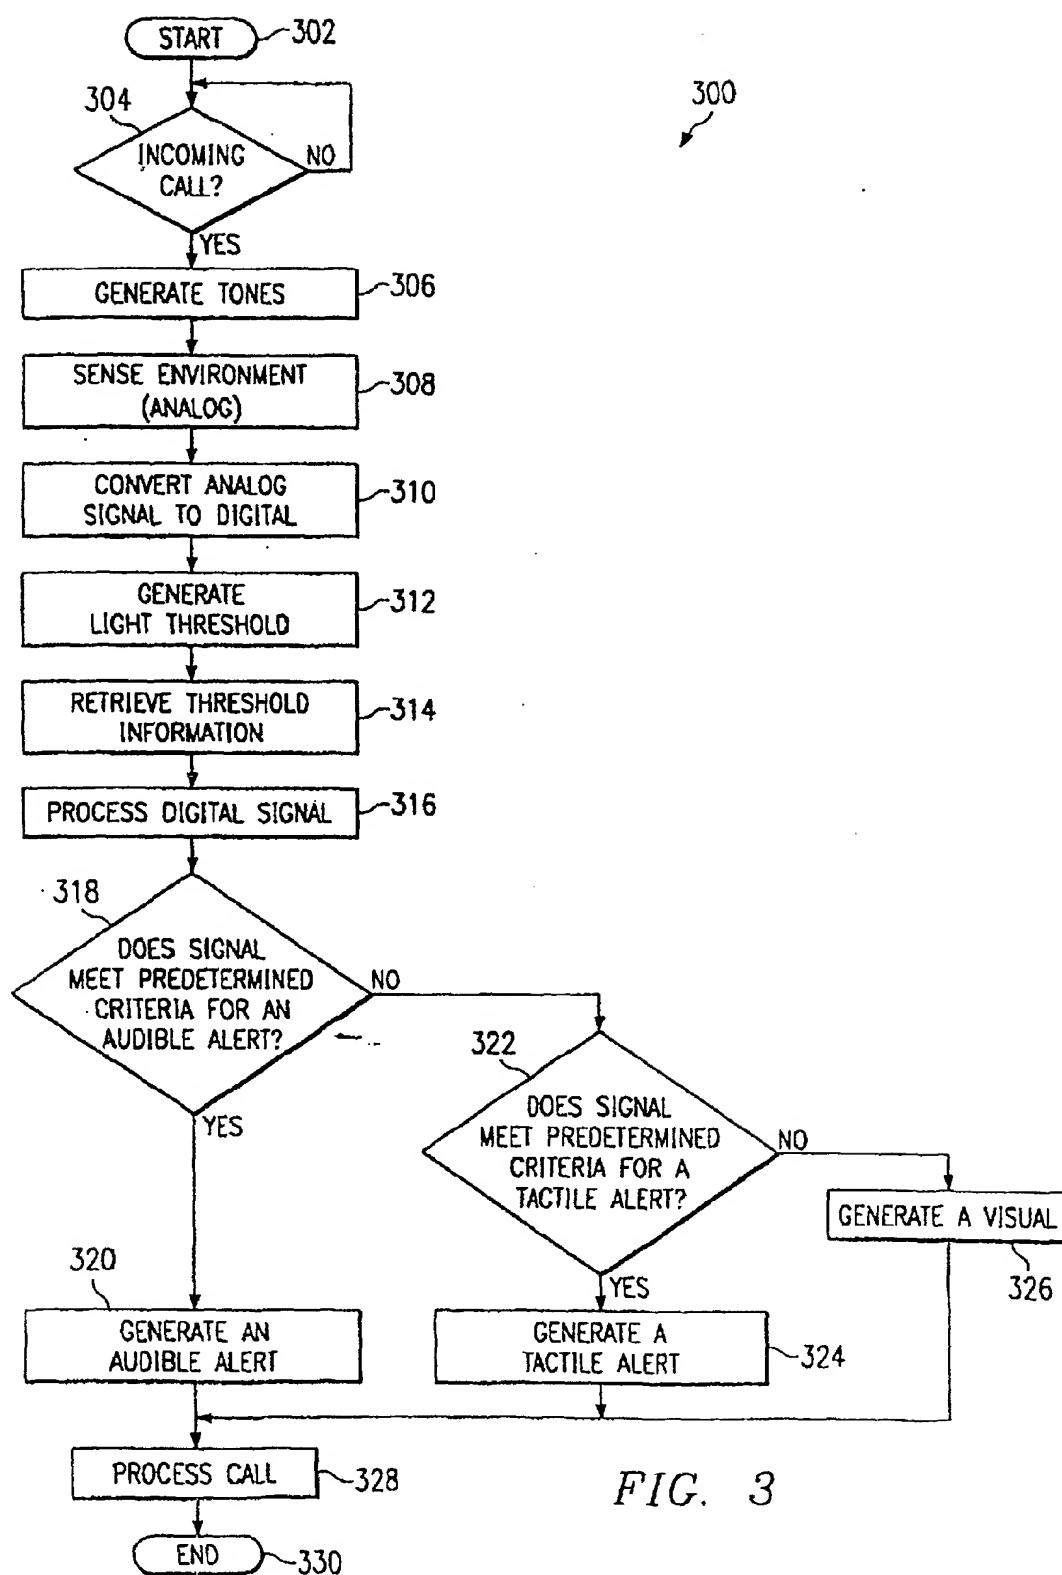 START
302
300
304
INCOMING
CALL?
NO
YES
GENERATE TONES
306
SENSE ENVIRONMENT
(ANALOG)
308
CONVERT ANALOG
SIGNAL TO DIGITAL
310
GENERATE
LIGHT THRESHOLD
312
RETRIEVE THRESHOLD
INFORMATION
314
PROCESS DIGITAL SIGNAL
316
318
DOES SIGNAL
MEET PREDETERMINED
CRITERIA FOR AN
AUDIBLE ALERT?
NO
YES
322
DOES SIGNAL
MEET PREDETERMINED
CRITERIA FOR A
TACTILE ALERT?
NO
YES
GENERATE A VISUAL
326
320
GENERATE AN
AUDIBLE ALERT
GENERATE A
TACTILE ALERT
324
PROCESS CALL
328
END
330
FIG. 3